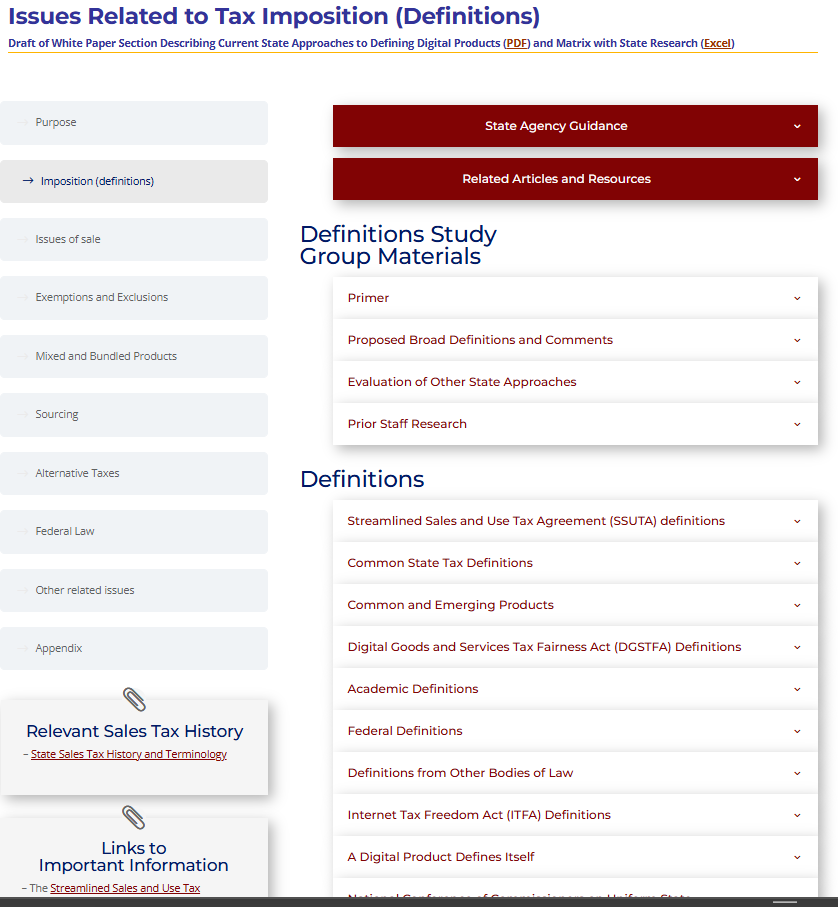 Issues Related to Tax Imposition (Definitions)
Draft of White Paper Section Describing Current State Approaches to Defining Digital Products (PDF) and Matrix with State Research (Excel)
Purpose
→ Imposition (definitions)
Issues of sale
Exemptions and Exclusions
Mixed and Bundled Products
Sourcing
Alternative Taxes
Federal Law
Other related issues
Appendix
Relevant Sales Tax History
– State Sales Tax History and Terminology
Links to
Important Information
– The Streamlined Sales and Use Tax
State Agency Guidance
Related Articles and Resources
Definitions Study
Group Materials
Primer
Proposed Broad Definitions and Comments
Evaluation of Other State Approaches
Prior Staff Research
Definitions
Streamlined Sales and Use Tax Agreement (SSUTA) definitions
Common State Tax Definitions
Common and Emerging Products
Digital Goods and Services Tax Fairness Act (DGSTFA) Definitions
Academic Definitions
Federal Definitions
Definitions from Other Bodies of Law
Internet Tax Freedom Act (ITFA) Definitions
A Digital Product Defines Itself
National Conference of Commissioners on Uniform State